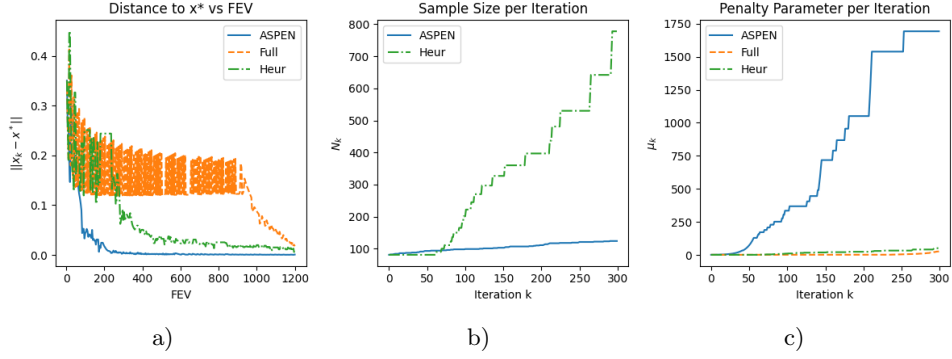 Distance to x* vs FEV
||x_k − x*||
0.4
0.3
0.2
0.1
0.0
ASPEN
Full
Heur
0 200 400 600 800 1000 1200
FEV
a)
Sample Size per Iteration
N_k
800
700
600
500
400
300
200
100
ASPEN
Heur
0 50 100 150 200 250 300
Iteration k
b)
Penalty Parameter per Iteration
μ_k
1750
1500
1250
1000
750
500
250
0
ASPEN
Full
Heur
0 50 100 150 200 250 300
Iteration k
c)